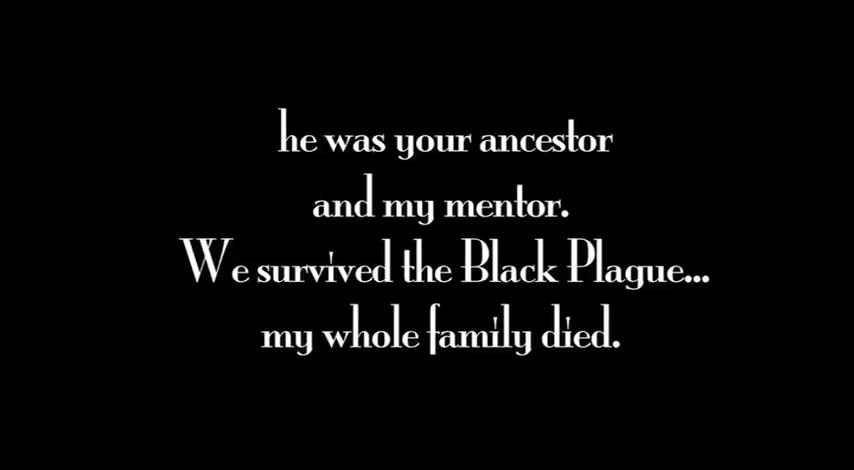 he was your ancestor
and my mentor.
We survived the Black Plague...
my whole family died.